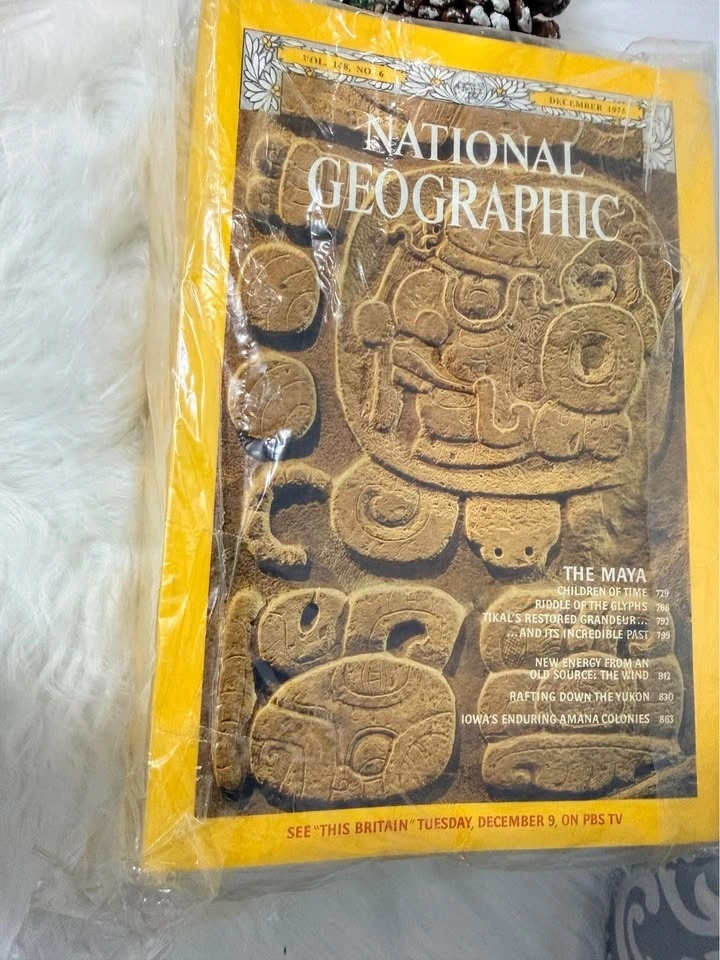 VOL. 148, NO. 6
DECEMBER 1975
NATIONAL
GEOGRAPHIC
THE MAYA
CHILDREN OF TIME 729
RIDDLE OF THE GLYPHS 768
TIKAL'S RESTORED GRANDEUR... 792
...AND ITS INCREDIBLE PAST 799
NEW ENERGY FROM AN
OLD SOURCE: THE WIND 812
RAFTING DOWN THE YUKON 830
IOWA'S ENDURING AMANA COLONIES 863
SEE "THIS BRITAIN" TUESDAY, DECEMBER 9, ON PBS TV